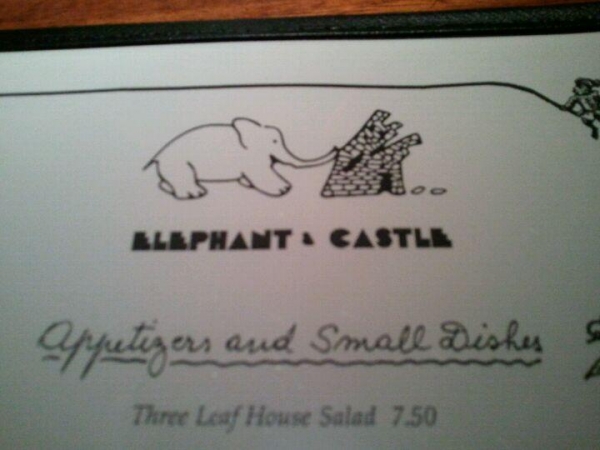 ELEPHANT & CASTLE
Appetizers and Small Dishes
Three Leaf House Salad 7.50